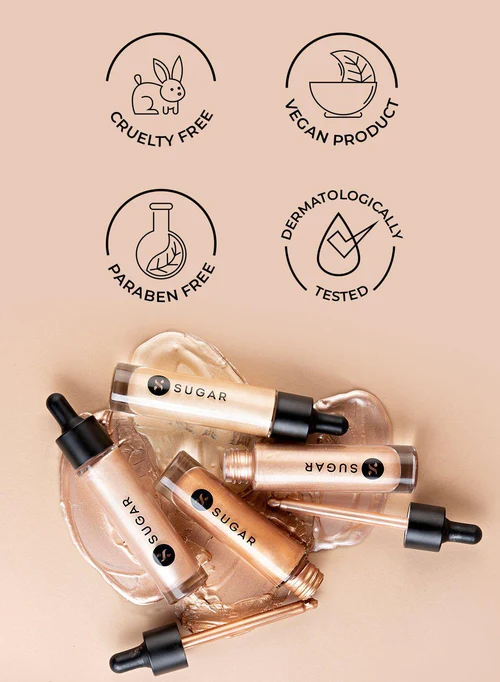 CRUELTY FREE
VEGAN PRODUCT
PARABEN FREE
DERMATOLOGICALLY
TESTED
SUGAR
SUGAR
SUGAR
SUGAR